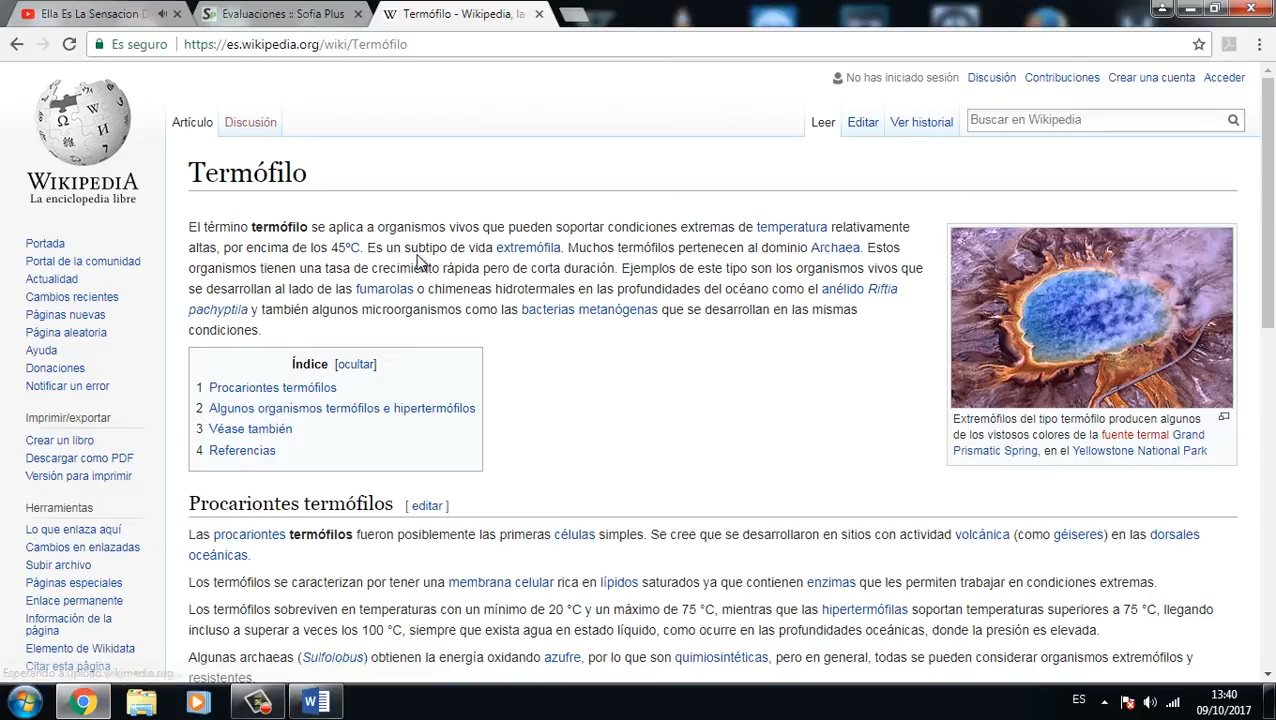 Ella Es La Sensacion D
Evaluaciones :: Sofia Plus
Termófilo - Wikipedia, la
Es seguro
https://es.wikipedia.org/wiki/Termófilo
No has iniciado sesión Discusión Contribuciones Crear una cuenta Acceder
Artículo Discusión Leer Editar Ver historial Buscar en Wikipedia
WIKIPEDIA
La enciclopedia libre
Portada
Portal de la comunidad
Actualidad
Cambios recientes
Páginas nuevas
Página aleatoria
Ayuda
Donaciones
Notificar un error
Imprimir/exportar
Crear un libro
Descargar como PDF
Versión para imprimir
Herramientas
Lo que enlaza aquí
Cambios en enlazadas
Subir archivo
Páginas especiales
Enlace permanente
Información de la
página
Elemento de Wikidata
Citar esta página
Esperando a upload.wikimedia.org...
Termófilo
El término termófilo se aplica a organismos vivos que pueden soportar condiciones extremas de temperatura relativamente
altas, por encima de los 45ºC. Es un subtipo de vida extremófila. Muchos termófilos pertenecen al dominio Archaea. Estos
organismos tienen una tasa de crecimiento rápida pero de corta duración. Ejemplos de este tipo son los organismos vivos que
se desarrollan al lado de las fumarolas o chimeneas hidrotermales en las profundidades del océano como el anélido Riftia
pachyptila y también algunos microorganismos como las bacterias metanógenas que se desarrollan en las mismas
condiciones.
Índice [ocultar]
1 Procariontes termófilos
2 Algunos organismos termófilos e hipertermófilos
3 Véase también
4 Referencias
Extremófilos del tipo termófilo producen algunos
de los vistosos colores de la fuente termal Grand
Prismatic Spring, en el Yellowstone National Park
Procariontes termófilos [ editar ]
Las procariontes termófilos fueron posiblemente las primeras células simples. Se cree que se desarrollaron en sitios con actividad volcánica (como géiseres) en las dorsales
oceánicas.
Los termófilos se caracterizan por tener una membrana celular rica en lípidos saturados ya que contienen enzimas que les permiten trabajar en condiciones extremas.
Los termófilos sobreviven en temperaturas con un mínimo de 20 °C y un máximo de 75 °C, mientras que las hipertermófilas soportan temperaturas superiores a 75 °C, llegando
incluso a superar a veces los 100 °C, siempre que exista agua en estado líquido, como ocurre en las profundidades oceánicas, donde la presión es elevada.
Algunas archaeas (Sulfolobus) obtienen la energía oxidando azufre, por lo que son quimiosintéticas, pero en general, todas se pueden considerar organismos extremófilos y
resistentes.
ES
13:40
09/10/2017